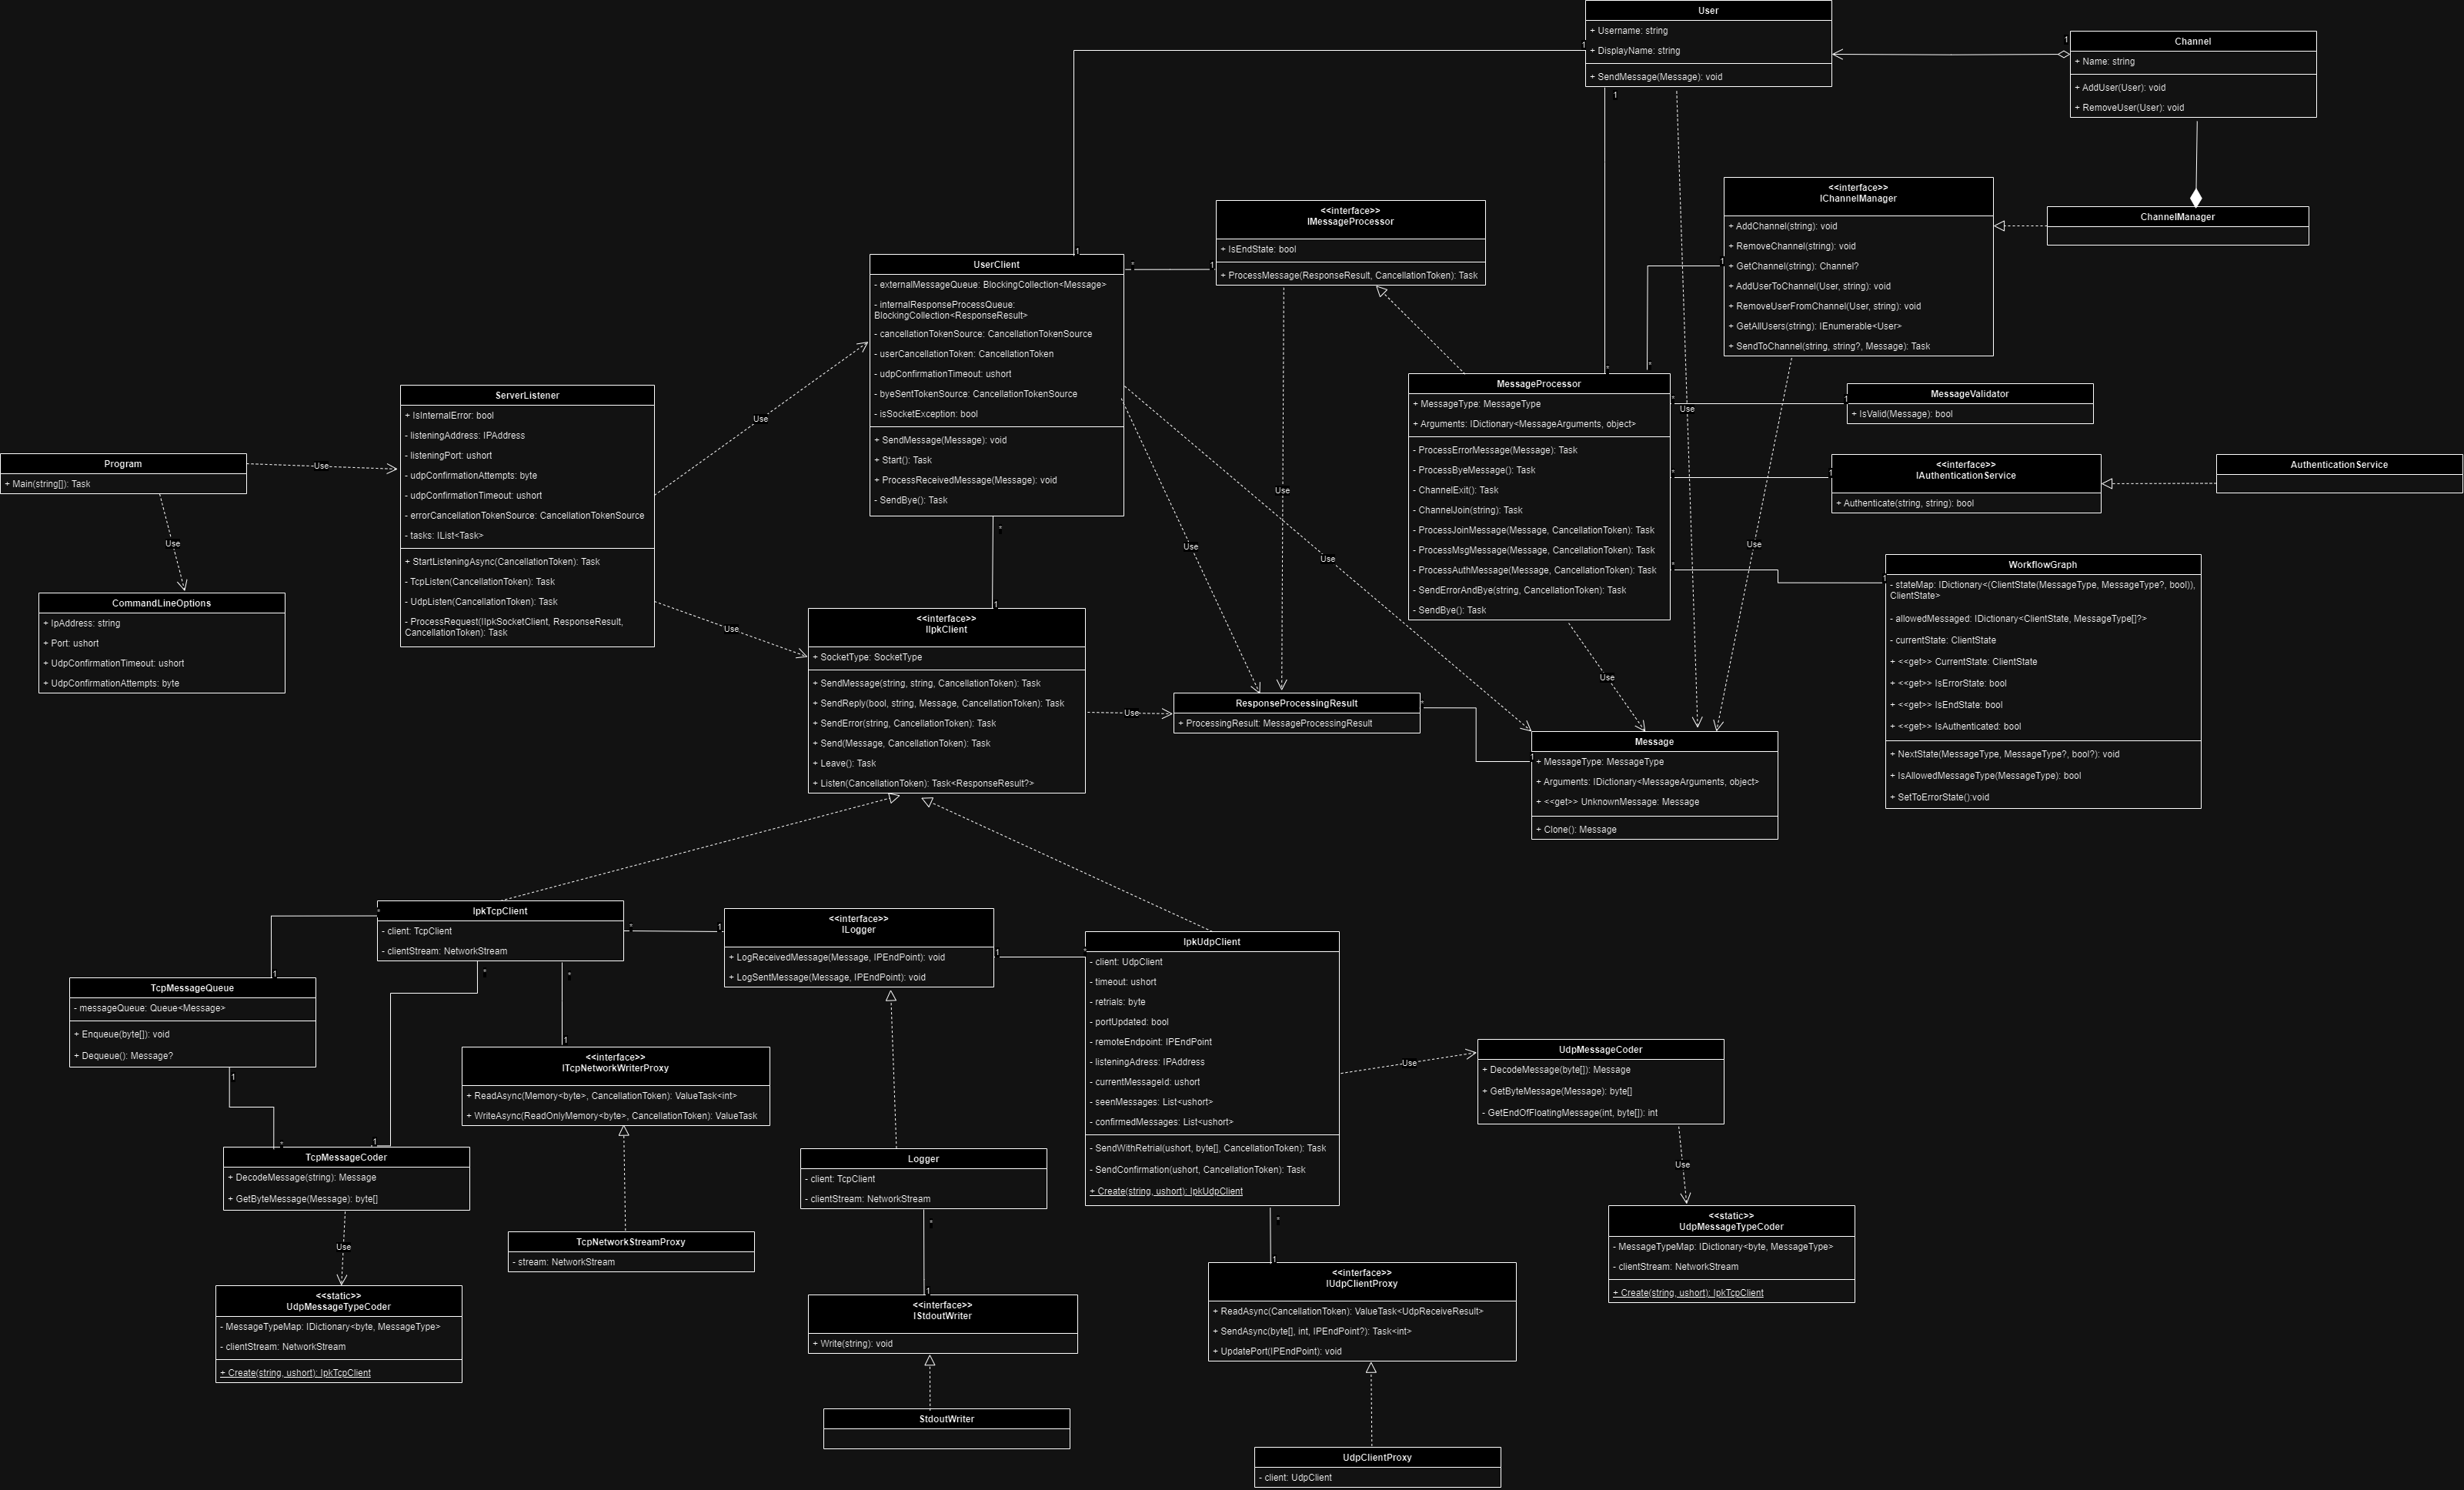 User
+ Username: string
+ DisplayName: string
+ SendMessage(Message): void
1
1
Channel
+ Name: string
+ AddUser(User): void
+ RemoveUser(User): void
1
<<interface>>
IChannelManager
+ AddChannel(string): void
+ RemoveChannel(string): void
+ GetChannel(string): Channel?
+ AddUserToChannel(User, string): void
+ RemoveUserFromChannel(User, string): void
+ GetAllUsers(string): IEnumerable<User>
+ SendToChannel(string, string?, Message): Task
1
ChannelManager
<<interface>>
IMessageProcessor
+ IsEndState: bool
+ ProcessMessage(ResponseResult, CancellationToken): Task
*
1
1
UserClient
- externalMessageQueue: BlockingCollection<Message>
- internalResponseProcessQueue:
BlockingCollection<ResponseResult>
- cancellationTokenSource: CancellationTokenSource
- userCancellationToken: CancellationToken
- udpConfirmationTimeout: ushort
- byeSentTokenSource: CancellationTokenSource
- isSocketException: bool
+ SendMessage(Message): void
+ Start(): Task
+ ProcessReceivedMessage(Message): void
- SendBye(): Task
*
1
MessageProcessor
+ MessageType: MessageType
+ Arguments: IDictionary<MessageArguments, object>
- ProcessErrorMessage(Message): Task
- ProcessByeMessage(): Task
- ChannelExit(): Task
- ChannelJoin(string): Task
- ProcessJoinMessage(Message, CancellationToken): Task
- ProcessMsgMessage(Message, CancellationToken): Task
- ProcessAuthMessage(Message, CancellationToken): Task
- SendErrorAndBye(string, CancellationToken): Task
- SendBye(): Task
*
*
*
*
*
Use
1
MessageValidator
+ IsValid(Message): bool
1
<<interface>>
IAuthenticationService
+ Authenticate(string, string): bool
AuthenticationService
1
WorkflowGraph
- stateMap: IDictionary<(ClientState(MessageType, MessageType?, bool)),
ClientState>
- allowedMessaged: IDictionary<ClientState, MessageType[]?>
- currentState: ClientState
+ <<get>> CurrentState: ClientState
+ <<get>> IsErrorState: bool
+ <<get>> IsEndState: bool
+ <<get>> IsAuthenticated: bool
+ NextState(MessageType, MessageType?, bool?): void
+ IsAllowedMessageType(MessageType): bool
+ SetToErrorState():void
ServerListener
+ IsInternalError: bool
- listeningAddress: IPAddress
- listeningPort: ushort
- udpConfirmationAttempts: byte
- udpConfirmationTimeout: ushort
- errorCancellationTokenSource: CancellationTokenSource
- tasks: IList<Task>
+ StartListeningAsync(CancellationToken): Task
- TcpListen(CancellationToken): Task
- UdpListen(CancellationToken): Task
- ProcessRequest(IIpkSocketClient, ResponseResult,
CancellationToken): Task
Use
Use
Program
+ Main(string[]): Task
Use
Use
CommandLineOptions
+ IpAddress: string
+ Port: ushort
+ UdpConfirmationTimeout: ushort
+ UdpConfirmationAttempts: byte
Use
Use
Use
Use
Use
<<interface>>
IIpkClient
+ SocketType: SocketType
+ SendMessage(string, string, CancellationToken): Task
+ SendReply(bool, string, Message, CancellationToken): Task
+ SendError(string, CancellationToken): Task
+ Send(Message, CancellationToken): Task
+ Leave(): Task
+ Listen(CancellationToken): Task<ResponseResult?>
Use
ResponseProcessingResult
+ ProcessingResult: MessageProcessingResult
*
1
Message
+ MessageType: MessageType
+ Arguments: IDictionary<MessageArguments, object>
+ <<get>> UnknownMessage: Message
+ Clone(): Message
IpkTcpClient
- client: TcpClient
- clientStream: NetworkStream
*
*
*
*
1
<<interface>>
ILogger
+ LogReceivedMessage(Message, IPEndPoint): void
+ LogSentMessage(Message, IPEndPoint): void
1
*
IpkUdpClient
- client: UdpClient
- timeout: ushort
- retrials: byte
- portUpdated: bool
- remoteEndpoint: IPEndPoint
- listeningAdress: IPAddress
- currentMessageId: ushort
- seenMessages: List<ushort>
- confirmedMessages: List<ushort>
- SendWithRetrial(ushort, byte[], CancellationToken): Task
- SendConfirmation(ushort, CancellationToken): Task
+ Create(string, ushort): IpkUdpClient
*
1
TcpMessageQueue
- messageQueue: Queue<Message>
+ Enqueue(byte[]): void
+ Dequeue(): Message?
1
1
<<interface>>
ITcpNetworkWriterProxy
+ ReadAsync(Memory<byte>, CancellationToken): ValueTask<int>
+ WriteAsync(ReadOnlyMemory<byte>, CancellationToken): ValueTask
Use
UdpMessageCoder
+ DecodeMessage(byte[]): Message
+ GetByteMessage(Message): byte[]
- GetEndOfFloatingMessage(int, byte[]): int
Use
*
1
TcpMessageCoder
+ DecodeMessage(string): Message
+ GetByteMessage(Message): byte[]
Use
Logger
- client: TcpClient
- clientStream: NetworkStream
*
1
TcpNetworkStreamProxy
- stream: NetworkStream
<<static>>
UdpMessageTypeCoder
- MessageTypeMap: IDictionary<byte, MessageType>
- clientStream: NetworkStream
+ Create(string, ushort): IpkTcpClient
<<static>>
UdpMessageTypeCoder
- MessageTypeMap: IDictionary<byte, MessageType>
- clientStream: NetworkStream
+ Create(string, ushort): IpkTcpClient
<<interface>>
IStdoutWriter
+ Write(string): void
1
<<interface>>
IUdpClientProxy
+ ReadAsync(CancellationToken): ValueTask<UdpReceiveResult>
+ SendAsync(byte[], int, IPEndPoint?): Task<int>
+ UpdatePort(IPEndPoint): void
StdoutWriter
UdpClientProxy
- client: UdpClient